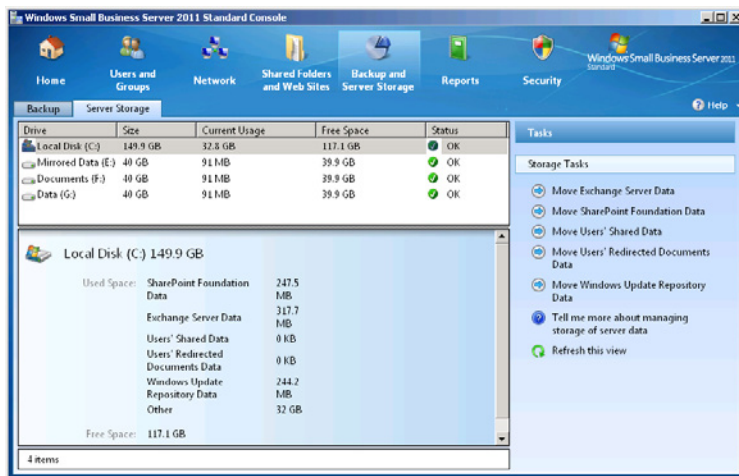 Windows Small Business Server 2011 Standard Console
Home
Users and Groups
Network
Shared Folders and Web Sites
Backup and Server Storage
Reports
Security
Windows Small Business Server 2011
Standard
Backup
Server Storage
Help
Drive Size Current Usage Free Space Status
Local Disk (C:) 149.9 GB 32.8 GB 117.1 GB OK
Mirrored Data (E:) 40 GB 91 MB 39.9 GB OK
Documents (F:) 40 GB 91 MB 39.9 GB OK
Data (G:) 40 GB 91 MB 39.9 GB OK
Local Disk (C:) 149.9 GB
Used Space: SharePoint Foundation 247.5
Data MB
Exchange Server Data 317.7
MB
Users' Shared Data 0 KB
Users' Redirected
Documents Data 0 KB
Windows Update 244.2
Repository Data MB
Other 32 GB
Free Space: 117.1 GB
4 items
Tasks
Storage Tasks
Move Exchange Server Data
Move SharePoint Foundation Data
Move Users' Shared Data
Move Users' Redirected Documents
Data
Move Windows Update Repository
Data
Tell me more about managing
storage of server data
Refresh this view